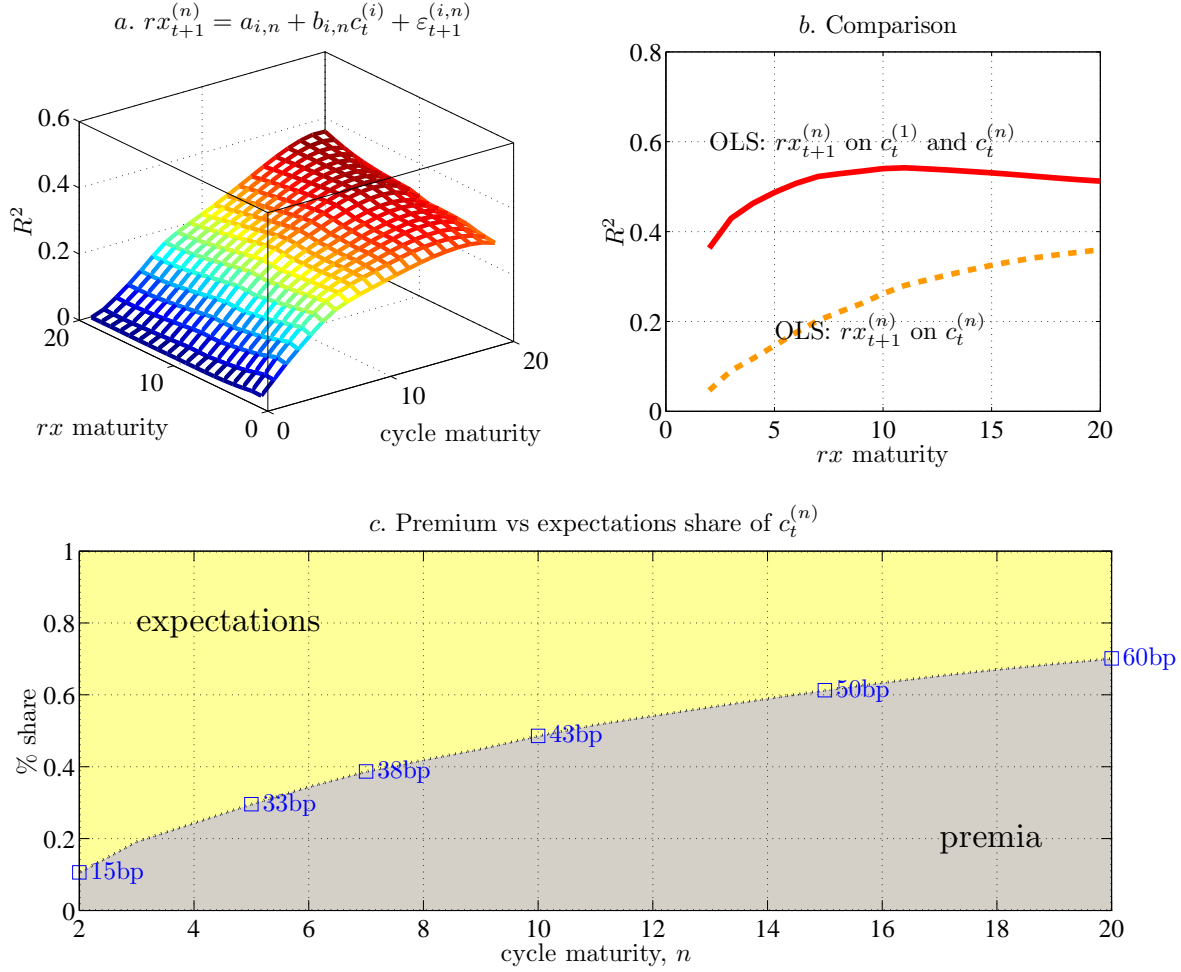 a. rx_{t+1}^{(n)} = a_{i,n} + b_{i,n}c_t^{(i)} + ε_{t+1}^{(i,n)}
0.6
0.4
0.2
0
R²
20
10
0
rx maturity
0
10
20
cycle maturity
b. Comparison
0.8
0.6
0.4
0.2
0
R²
OLS: rx_{t+1}^{(n)} on c_t^{(1)} and c_t^{(n)}
OLS: rx_{t+1}^{(n)} on c_t^{(n)}
0 5 10 15 20
rx maturity
c. Premium vs expectations share of c_t^{(n)}
1
0.8
0.6
0.4
0.2
0
% share
expectations
premia
15bp
33bp
38bp
43bp
50bp
60bp
2 4 6 8 10 12 14 16 18 20
cycle maturity, n